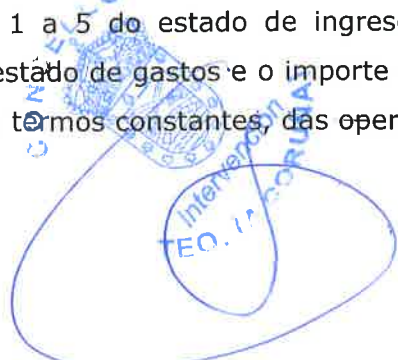 1 a 5 do estado de ingres
estado de gastos e o importe
termos constantes, das oper
Intervención
TEO. (A CORUÑA